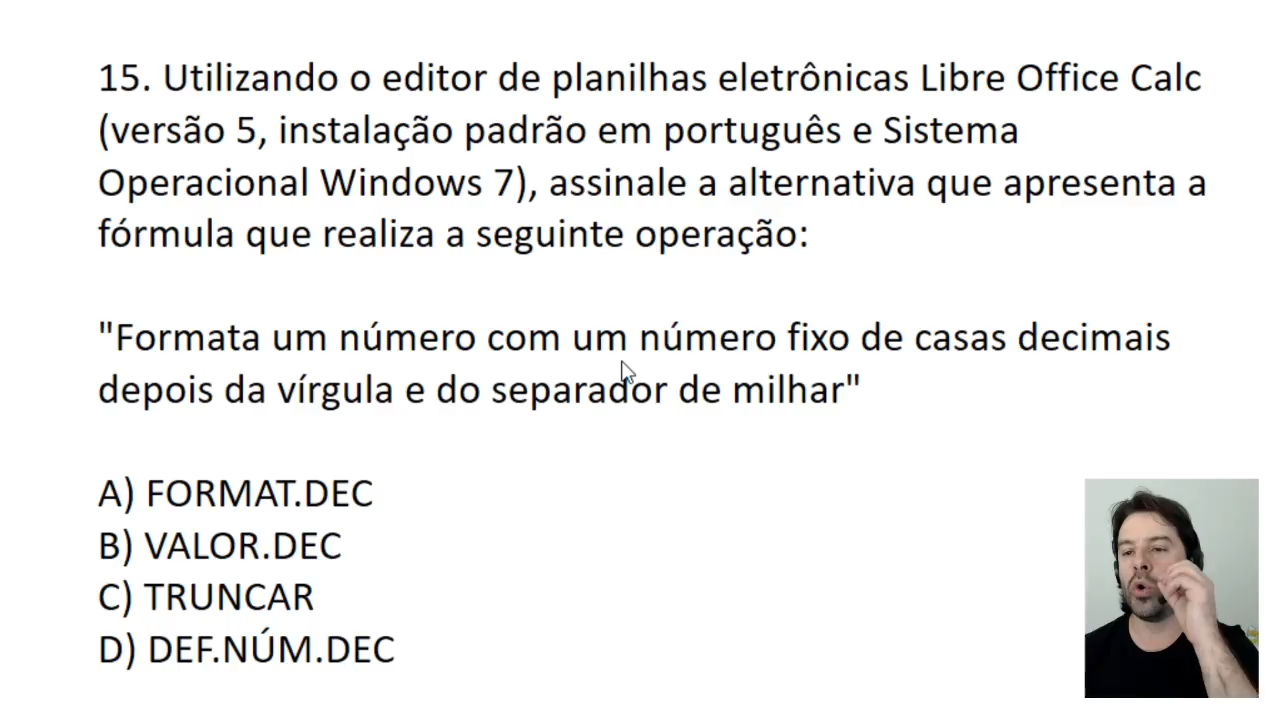 15. Utilizando o editor de planilhas eletrônicas Libre Office Calc
(versão 5, instalação padrão em português e Sistema
Operacional Windows 7), assinale a alternativa que apresenta a
fórmula que realiza a seguinte operação:
"Formata um número com um número fixo de casas decimais
depois da vírgula e do separador de milhar"
A) FORMAT.DEC
B) VALOR.DEC
C) TRUNCAR
D) DEF.NÚM.DEC